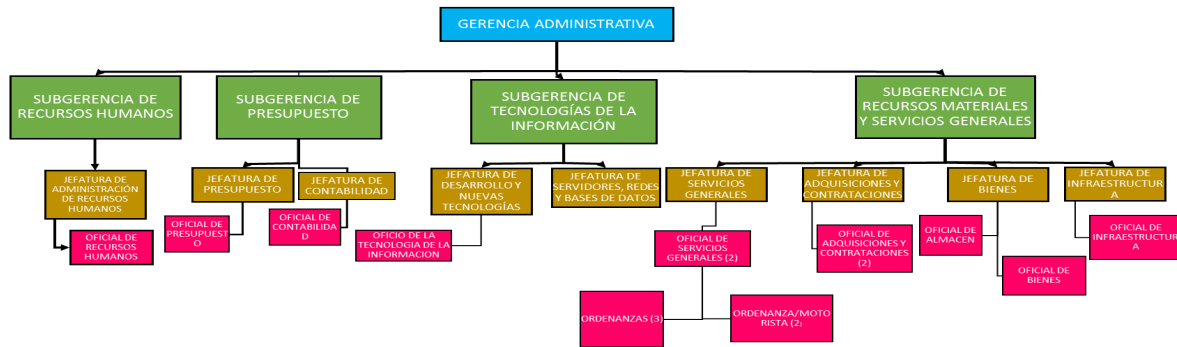 GERENCIA ADMINISTRATIVA
SUBGERENCIA DE
RECURSOS HUMANOS
SUBGERENCIA DE
PRESUPUESTO
SUBGERENCIA DE
TECNOLOGÍAS DE LA
INFORMACIÓN
SUBGERENCIA DE
RECURSOS MATERIALES
Y SERVICIOS GENERALES
JEFATURA DE
ADMINISTRACIÓN
DE RECURSOS
HUMANOS
JEFATURA DE
PRESUPUESTO
JEFATURA DE
CONTABILIDAD
JEFATURA DE
DESARROLLO Y
NUEVAS
TECNOLOGÍAS
JEFATURA DE
SERVIDORES, REDES
Y BASES DE DATOS
JEFATURA DE
SERVICIOS
GENERALES
JEFATURA DE
ADQUISICIONES Y
CONTRATACIONES
JEFATURA DE
BIENES
JEFATURA DE
INFRAESTRUCTUR
A
OFICIAL DE
RECURSOS
HUMANOS
OFICIAL DE
PRESUPUEST
O
OFICIAL DE
CONTABILIDA
D
OFICIO DE LA
TECNOLOGIA DE LA
INFORMACION
OFICIAL DE
SERVICIOS
GENERALES (2)
OFICIAL DE
ADQUISICIONES Y
CONTRATACIONES
(2)
OFICIAL DE
ALMACEN
OFICIAL DE
BIENES
OFICIAL DE
INFRAESTRUCTUR
A
ORDENANZAS (3)
ORDENANZA/MOTO
RISTA (2)